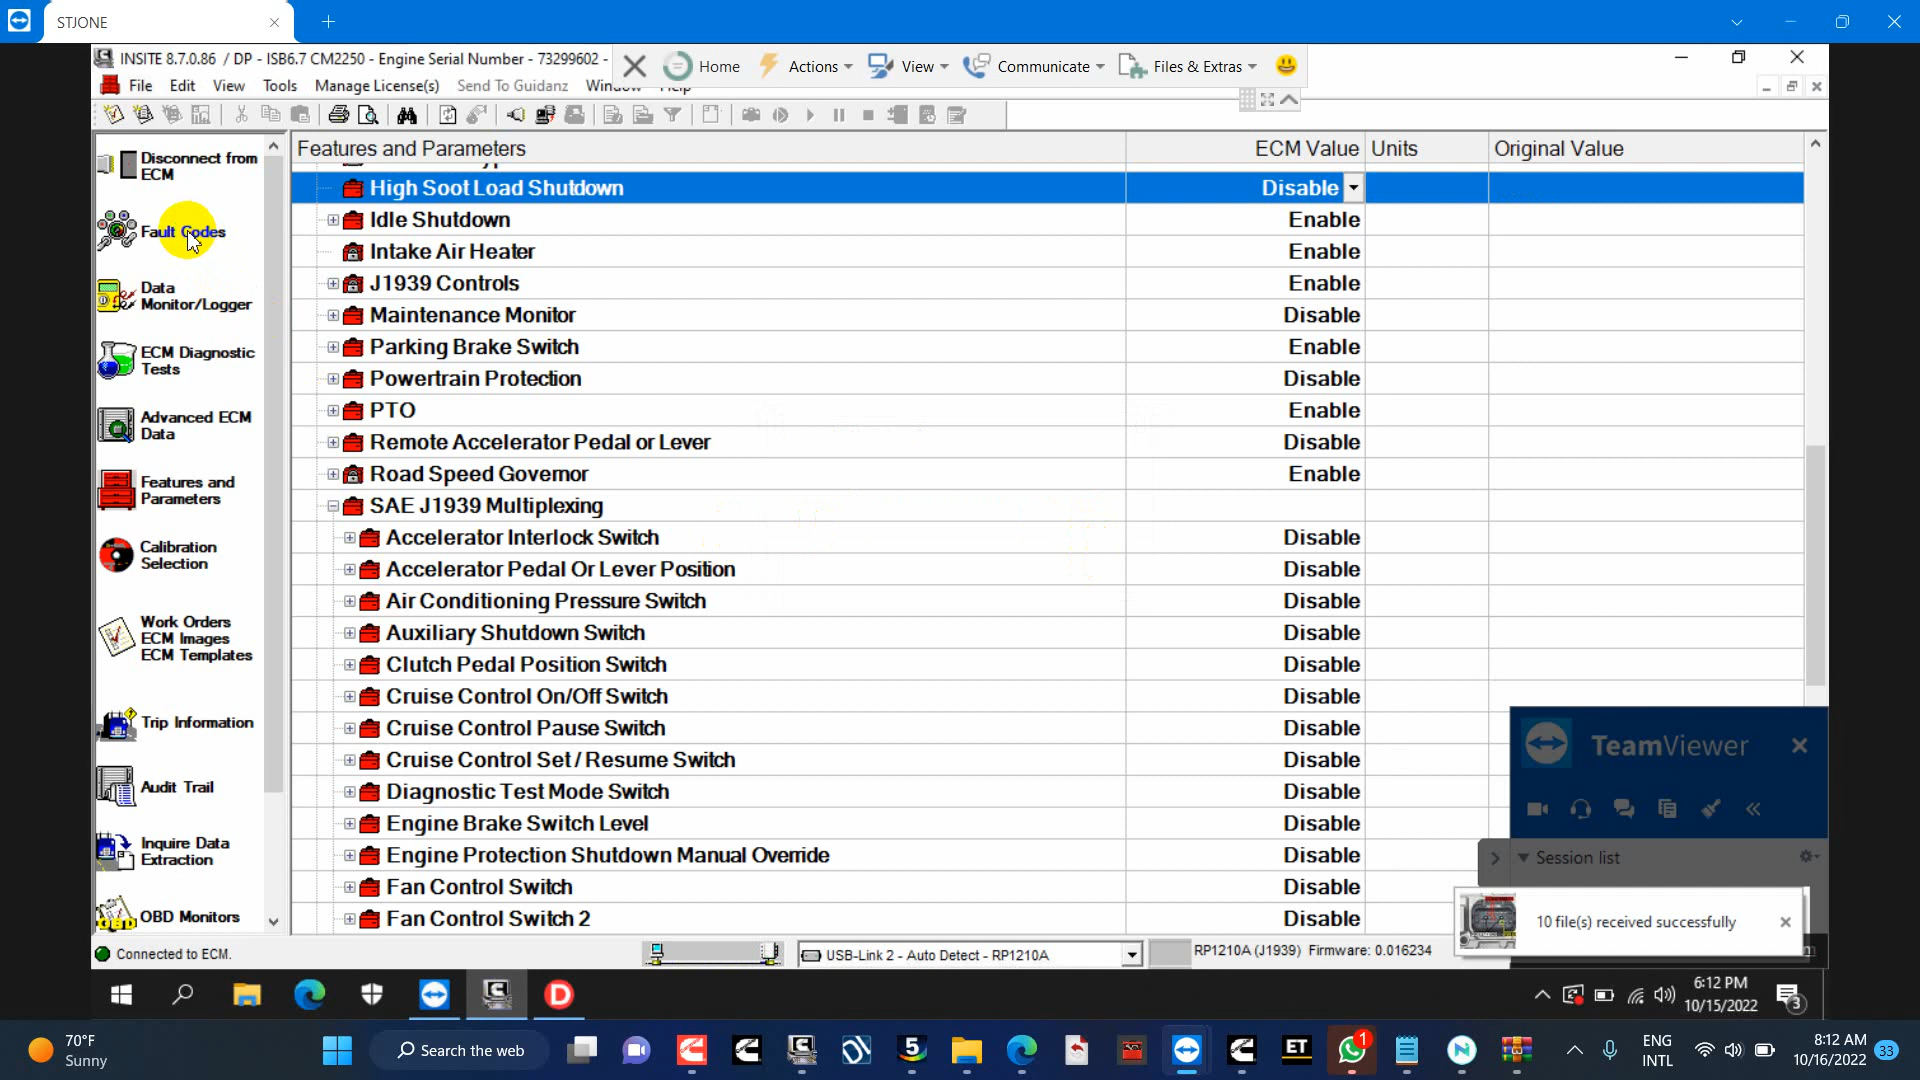 STJONE
INSITE 8.7.0.86 / DP - ISB6.7 CM2250 - Engine Serial Number - 73299602 -
Home Actions View Communicate Files & Extras
File Edit View Tools Manage License(s) Send To Guidanz
Features and Parameters ECM Value Units Original Value
Disconnect from
ECM
Fault Codes
Data
Monitor/Logger
ECM Diagnostic
Tests
Advanced ECM
Data
Features and
Parameters
Calibration
Selection
Work Orders
ECM Images
ECM Templates
Trip Information
Audit Trail
Inquire Data
Extraction
OBD Monitors
High Soot Load Shutdown Disable
Idle Shutdown Enable
Intake Air Heater Enable
J1939 Controls Enable
Maintenance Monitor Disable
Parking Brake Switch Enable
Powertrain Protection Disable
PTO Enable
Remote Accelerator Pedal or Lever Disable
Road Speed Governor Enable
SAE J1939 Multiplexing
Accelerator Interlock Switch Disable
Accelerator Pedal Or Lever Position Disable
Air Conditioning Pressure Switch Disable
Auxiliary Shutdown Switch Disable
Clutch Pedal Position Switch Disable
Cruise Control On/Off Switch Disable
Cruise Control Pause Switch Disable
Cruise Control Set / Resume Switch Disable
Diagnostic Test Mode Switch Disable
Engine Brake Switch Level Disable
Engine Protection Shutdown Manual Override Disable
Fan Control Switch Disable
Fan Control Switch 2 Disable
TeamViewer
Session list
10 file(s) received successfully
Connected to ECM.
USB-Link 2 - Auto Detect - RP1210A
RP1210A (J1939) Firmware: 0.016234
6:12 PM
10/15/2022
3
70°F
Sunny
Search the web
5
ET
1
ENG
INTL
8:12 AM
10/16/2022
33